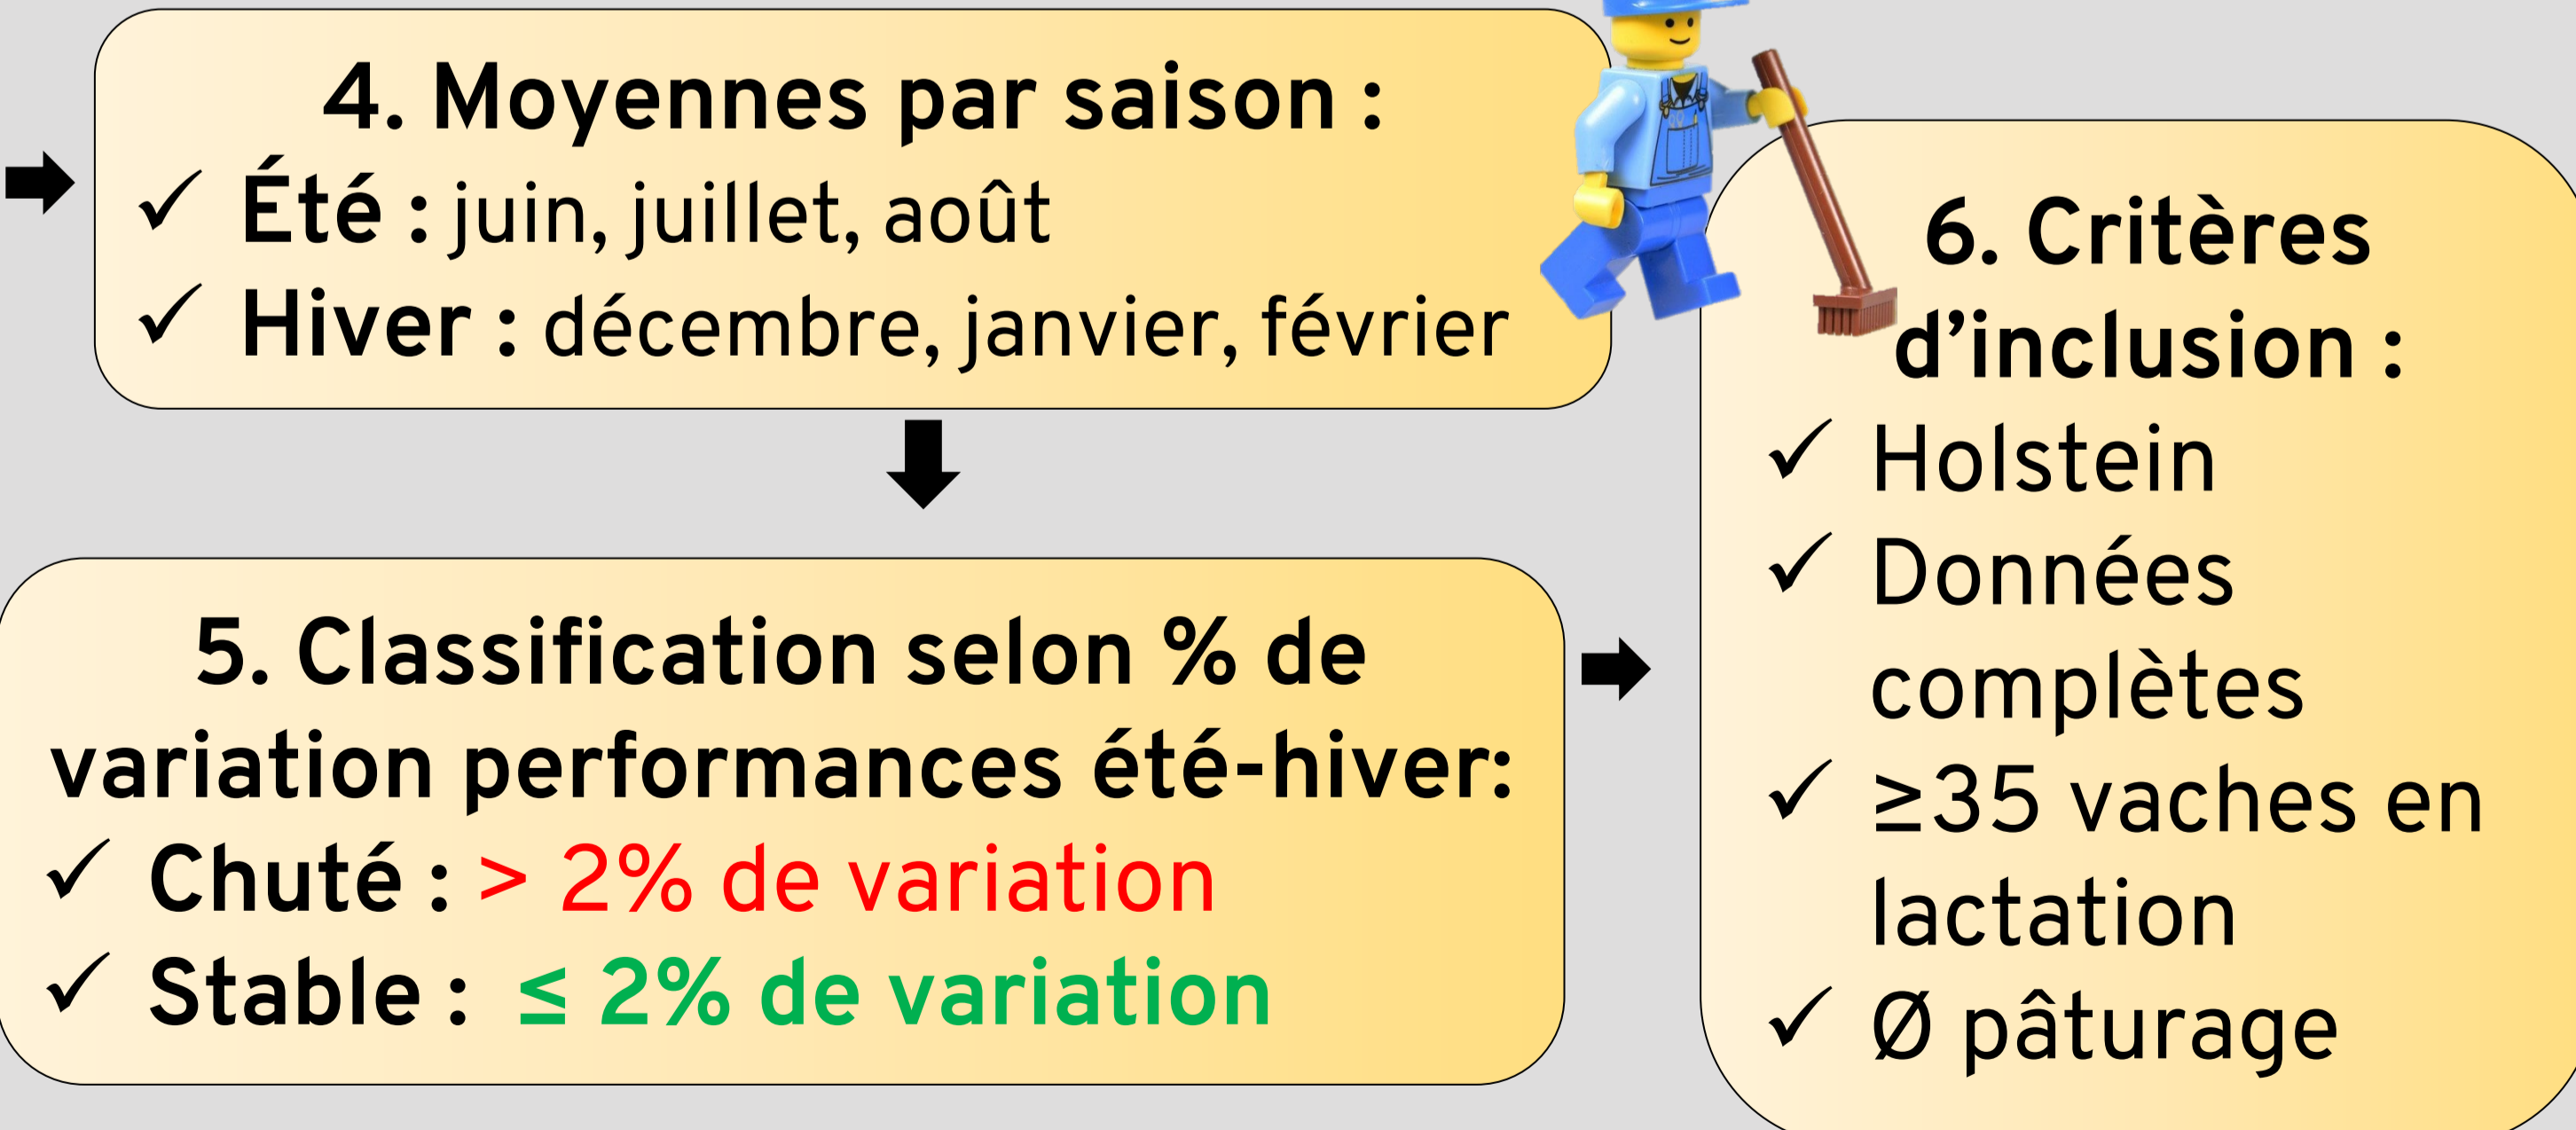 4. Moyennes par saison :
✓ Été : juin, juillet, août
✓ Hiver : décembre, janvier, février
5. Classification selon % de
variation performances été-hiver:
✓ Chuté : > 2% de variation
✓ Stable : ≤ 2% de variation
6. Critères
d’inclusion :
✓ Holstein
✓ Données
complètes
✓ ≥35 vaches en
lactation
✓ Ø pâturage